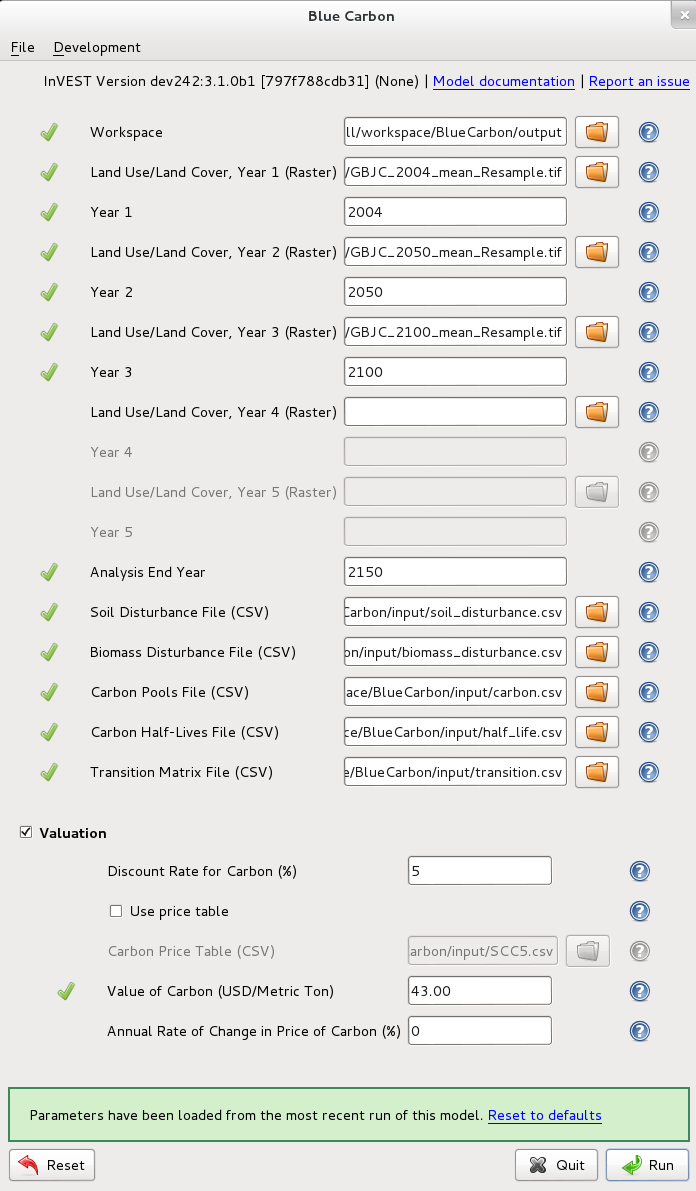 Blue Carbon
File Development
InVEST Version dev242:3.1.0b1 [797f788cdb31] (None) | Model documentation | Report an issue
Workspace ll/workspace/BlueCarbon/output
Land Use/Land Cover, Year 1 (Raster) /GBJC_2004_mean_Resample.tif
Year 1 2004
Land Use/Land Cover, Year 2 (Raster) /GBJC_2050_mean_Resample.tif
Year 2 2050
Land Use/Land Cover, Year 3 (Raster) /GBJC_2100_mean_Resample.tif
Year 3 2100
Land Use/Land Cover, Year 4 (Raster)
Year 4
Land Use/Land Cover, Year 5 (Raster)
Year 5
Analysis End Year 2150
Soil Disturbance File (CSV) Carbon/input/soil_disturbance.csv
Biomass Disturbance File (CSV) on/input/biomass_disturbance.csv
Carbon Pools File (CSV) ace/BlueCarbon/input/carbon.csv
Carbon Half-Lives File (CSV) ce/BlueCarbon/input/half_life.csv
Transition Matrix File (CSV) e/BlueCarbon/input/transition.csv
Valuation
Discount Rate for Carbon (%) 5
Use price table
Carbon Price Table (CSV) arbon/input/SCC5.csv
Value of Carbon (USD/Metric Ton) 43.00
Annual Rate of Change in Price of Carbon (%) 0
Parameters have been loaded from the most recent run of this model. Reset to defaults
Reset Quit Run